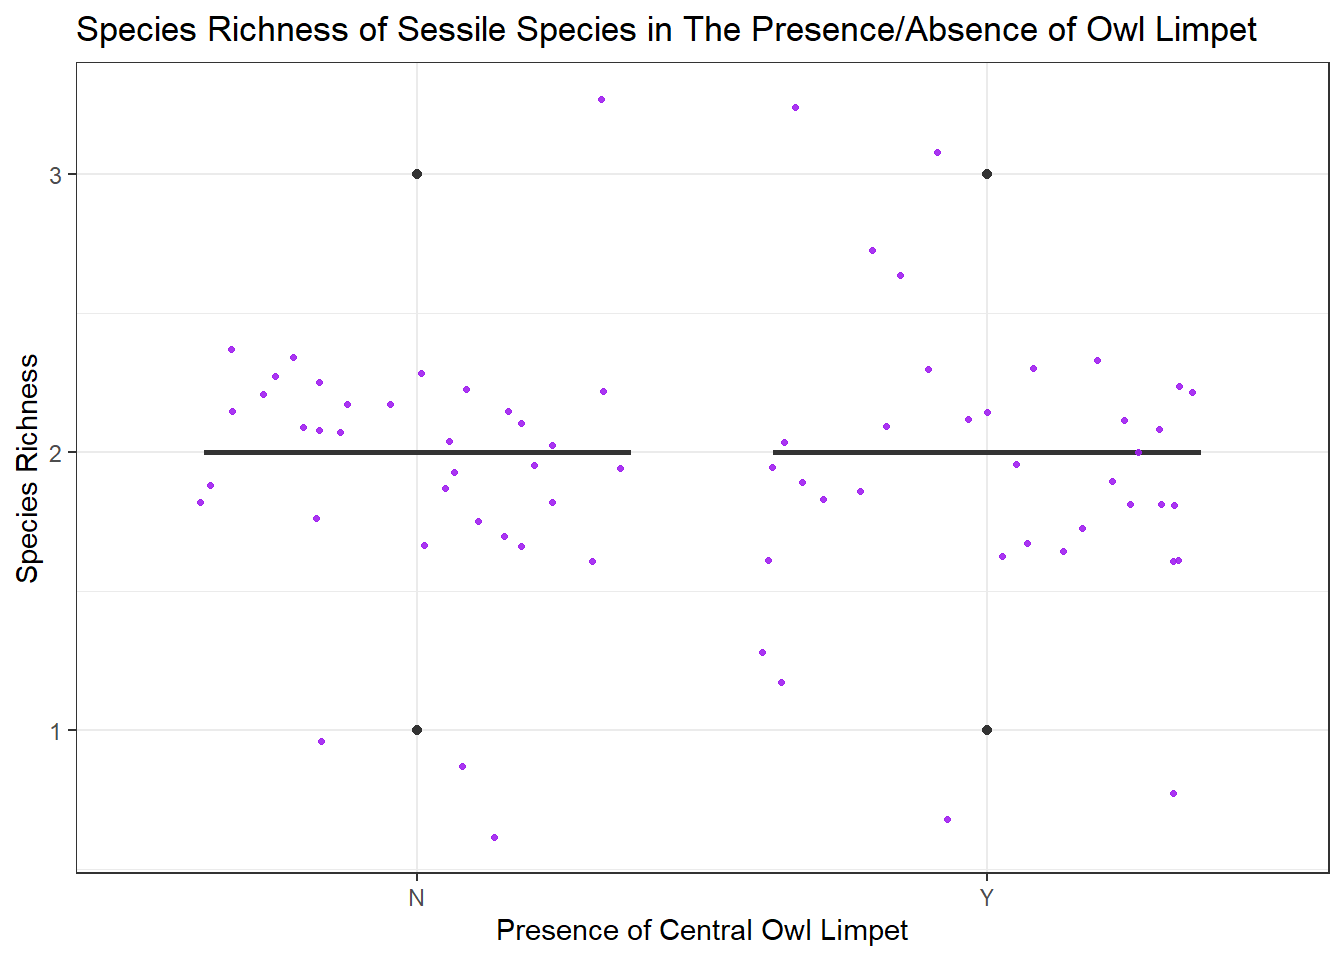 Species Richness of Sessile Species in The Presence/Absence of Owl Limpet
Species Richness
3
2
1
N
Y
Presence of Central Owl Limpet